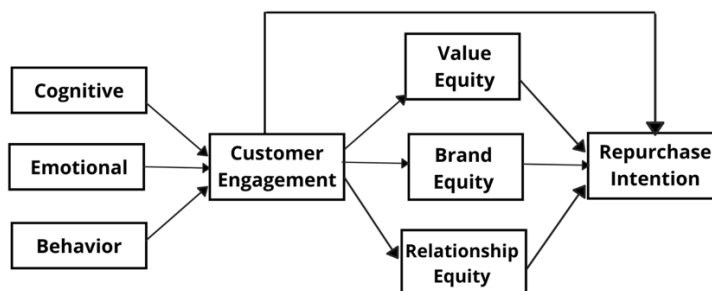 Cognitive
Emotional
Behavior
Customer
Engagement
Value
Equity
Brand
Equity
Relationship
Equity
Repurchase
Intention